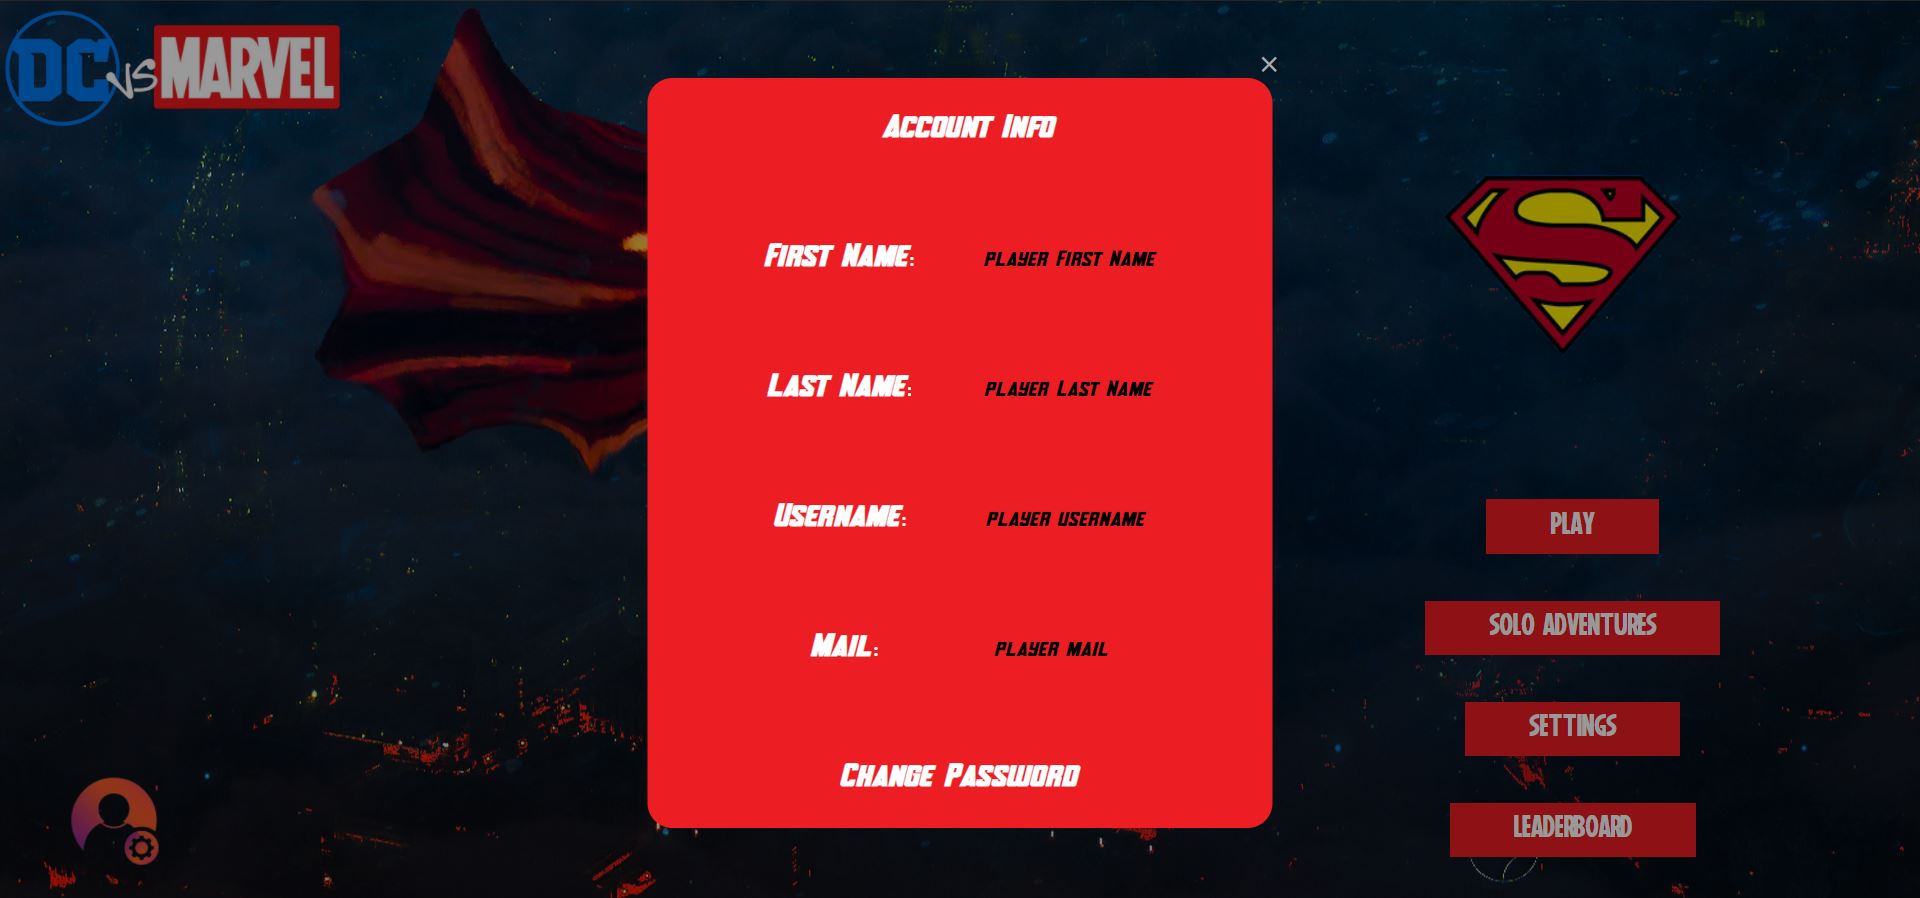 DC VS MARVEL
Account Info
First Name: player First Name
Last Name: player Last Name
Username: player username
Mail: player mail
Change Password
PLAY
SOLO ADVENTURES
SETTINGS
LEADERBOARD